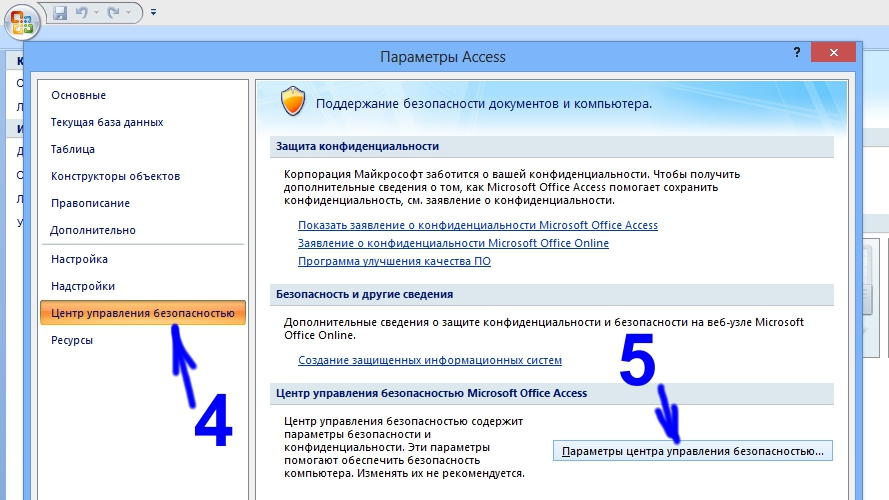 Параметры Access
?
Основные
Текущая база данных
Таблица
Конструкторы объектов
Правописание
Дополнительно
Настройка
Надстройки
Центр управления безопасностью
Ресурсы
4
Поддержание безопасности документов и компьютера.
Защита конфиденциальности
Корпорация Майкрософт заботится о вашей конфиденциальности. Чтобы получить
дополнительные сведения о том, как Microsoft Office Access помогает сохранить
конфиденциальность, см. заявление о конфиденциальности.
Показать заявление о конфиденциальности Microsoft Office Access
Заявление о конфиденциальности Microsoft Office Online
Программа улучшения качества ПО
Безопасность и другие сведения
Дополнительные сведения о защите конфиденциальности и безопасности на веб-узле Microsoft
Office Online.
Создание защищенных информационных систем
5
Центр управления безопасностью Microsoft Office Access
Центр управления безопасностью содержит
параметры безопасности и
конфиденциальности. Эти параметры
помогают обеспечить безопасность
компьютера. Изменять их не рекомендуется.
Параметры центра управления безопасностью...